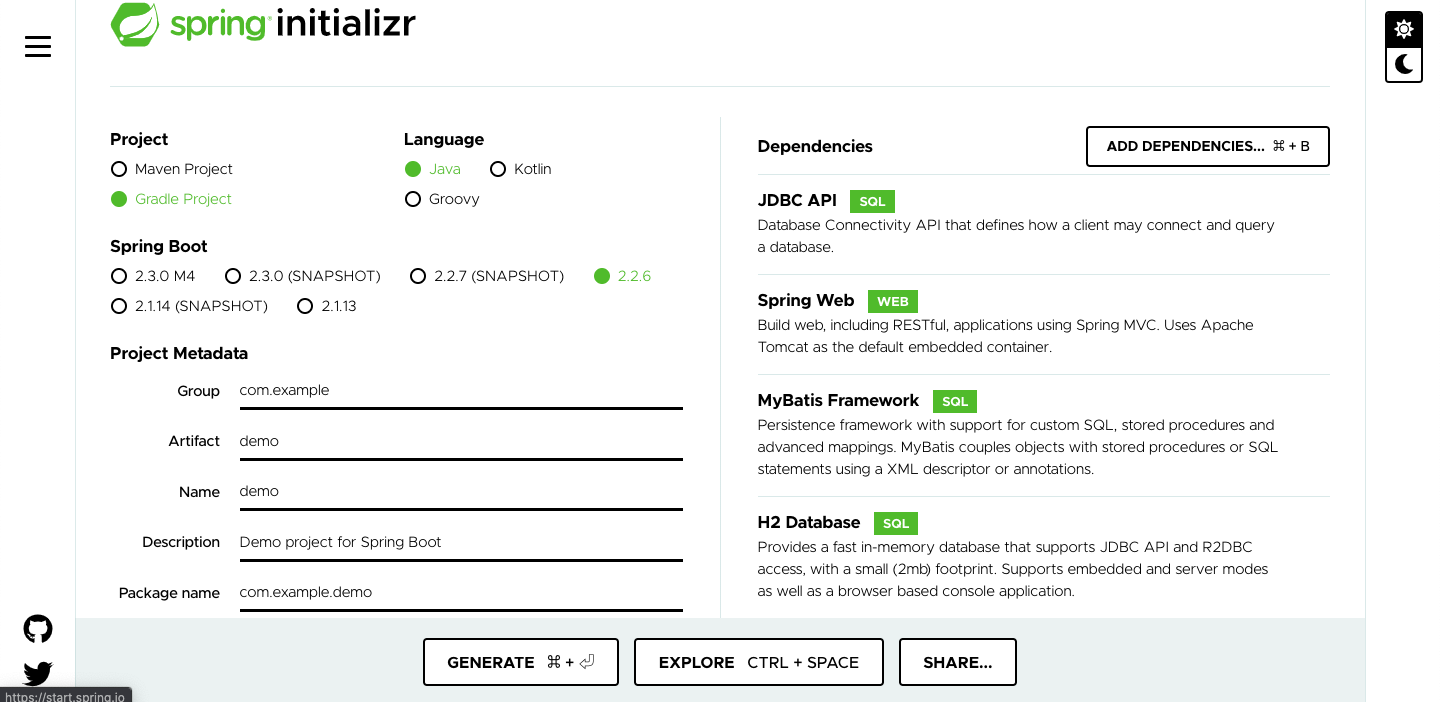 spring initializr
Project
Maven Project
Gradle Project
Language
Java Kotlin
Groovy
Spring Boot
2.3.0 M4 2.3.0 (SNAPSHOT) 2.2.7 (SNAPSHOT) 2.2.6
2.1.14 (SNAPSHOT) 2.1.13
Project Metadata
Group com.example
Artifact demo
Name demo
Description Demo project for Spring Boot
Package name com.example.demo
Dependencies ADD DEPENDENCIES... ⌘ + B
JDBC API SQL
Database Connectivity API that defines how a client may connect and query
a database.
Spring Web WEB
Build web, including RESTful, applications using Spring MVC. Uses Apache
Tomcat as the default embedded container.
MyBatis Framework SQL
Persistence framework with support for custom SQL, stored procedures and
advanced mappings. MyBatis couples objects with stored procedures or SQL
statements using a XML descriptor or annotations.
H2 Database SQL
Provides a fast in-memory database that supports JDBC API and R2DBC
access, with a small (2mb) footprint. Supports embedded and server modes
as well as a browser based console application.
GENERATE ⌘ + ⏎ EXPLORE CTRL + SPACE SHARE...
https://start.spring.io